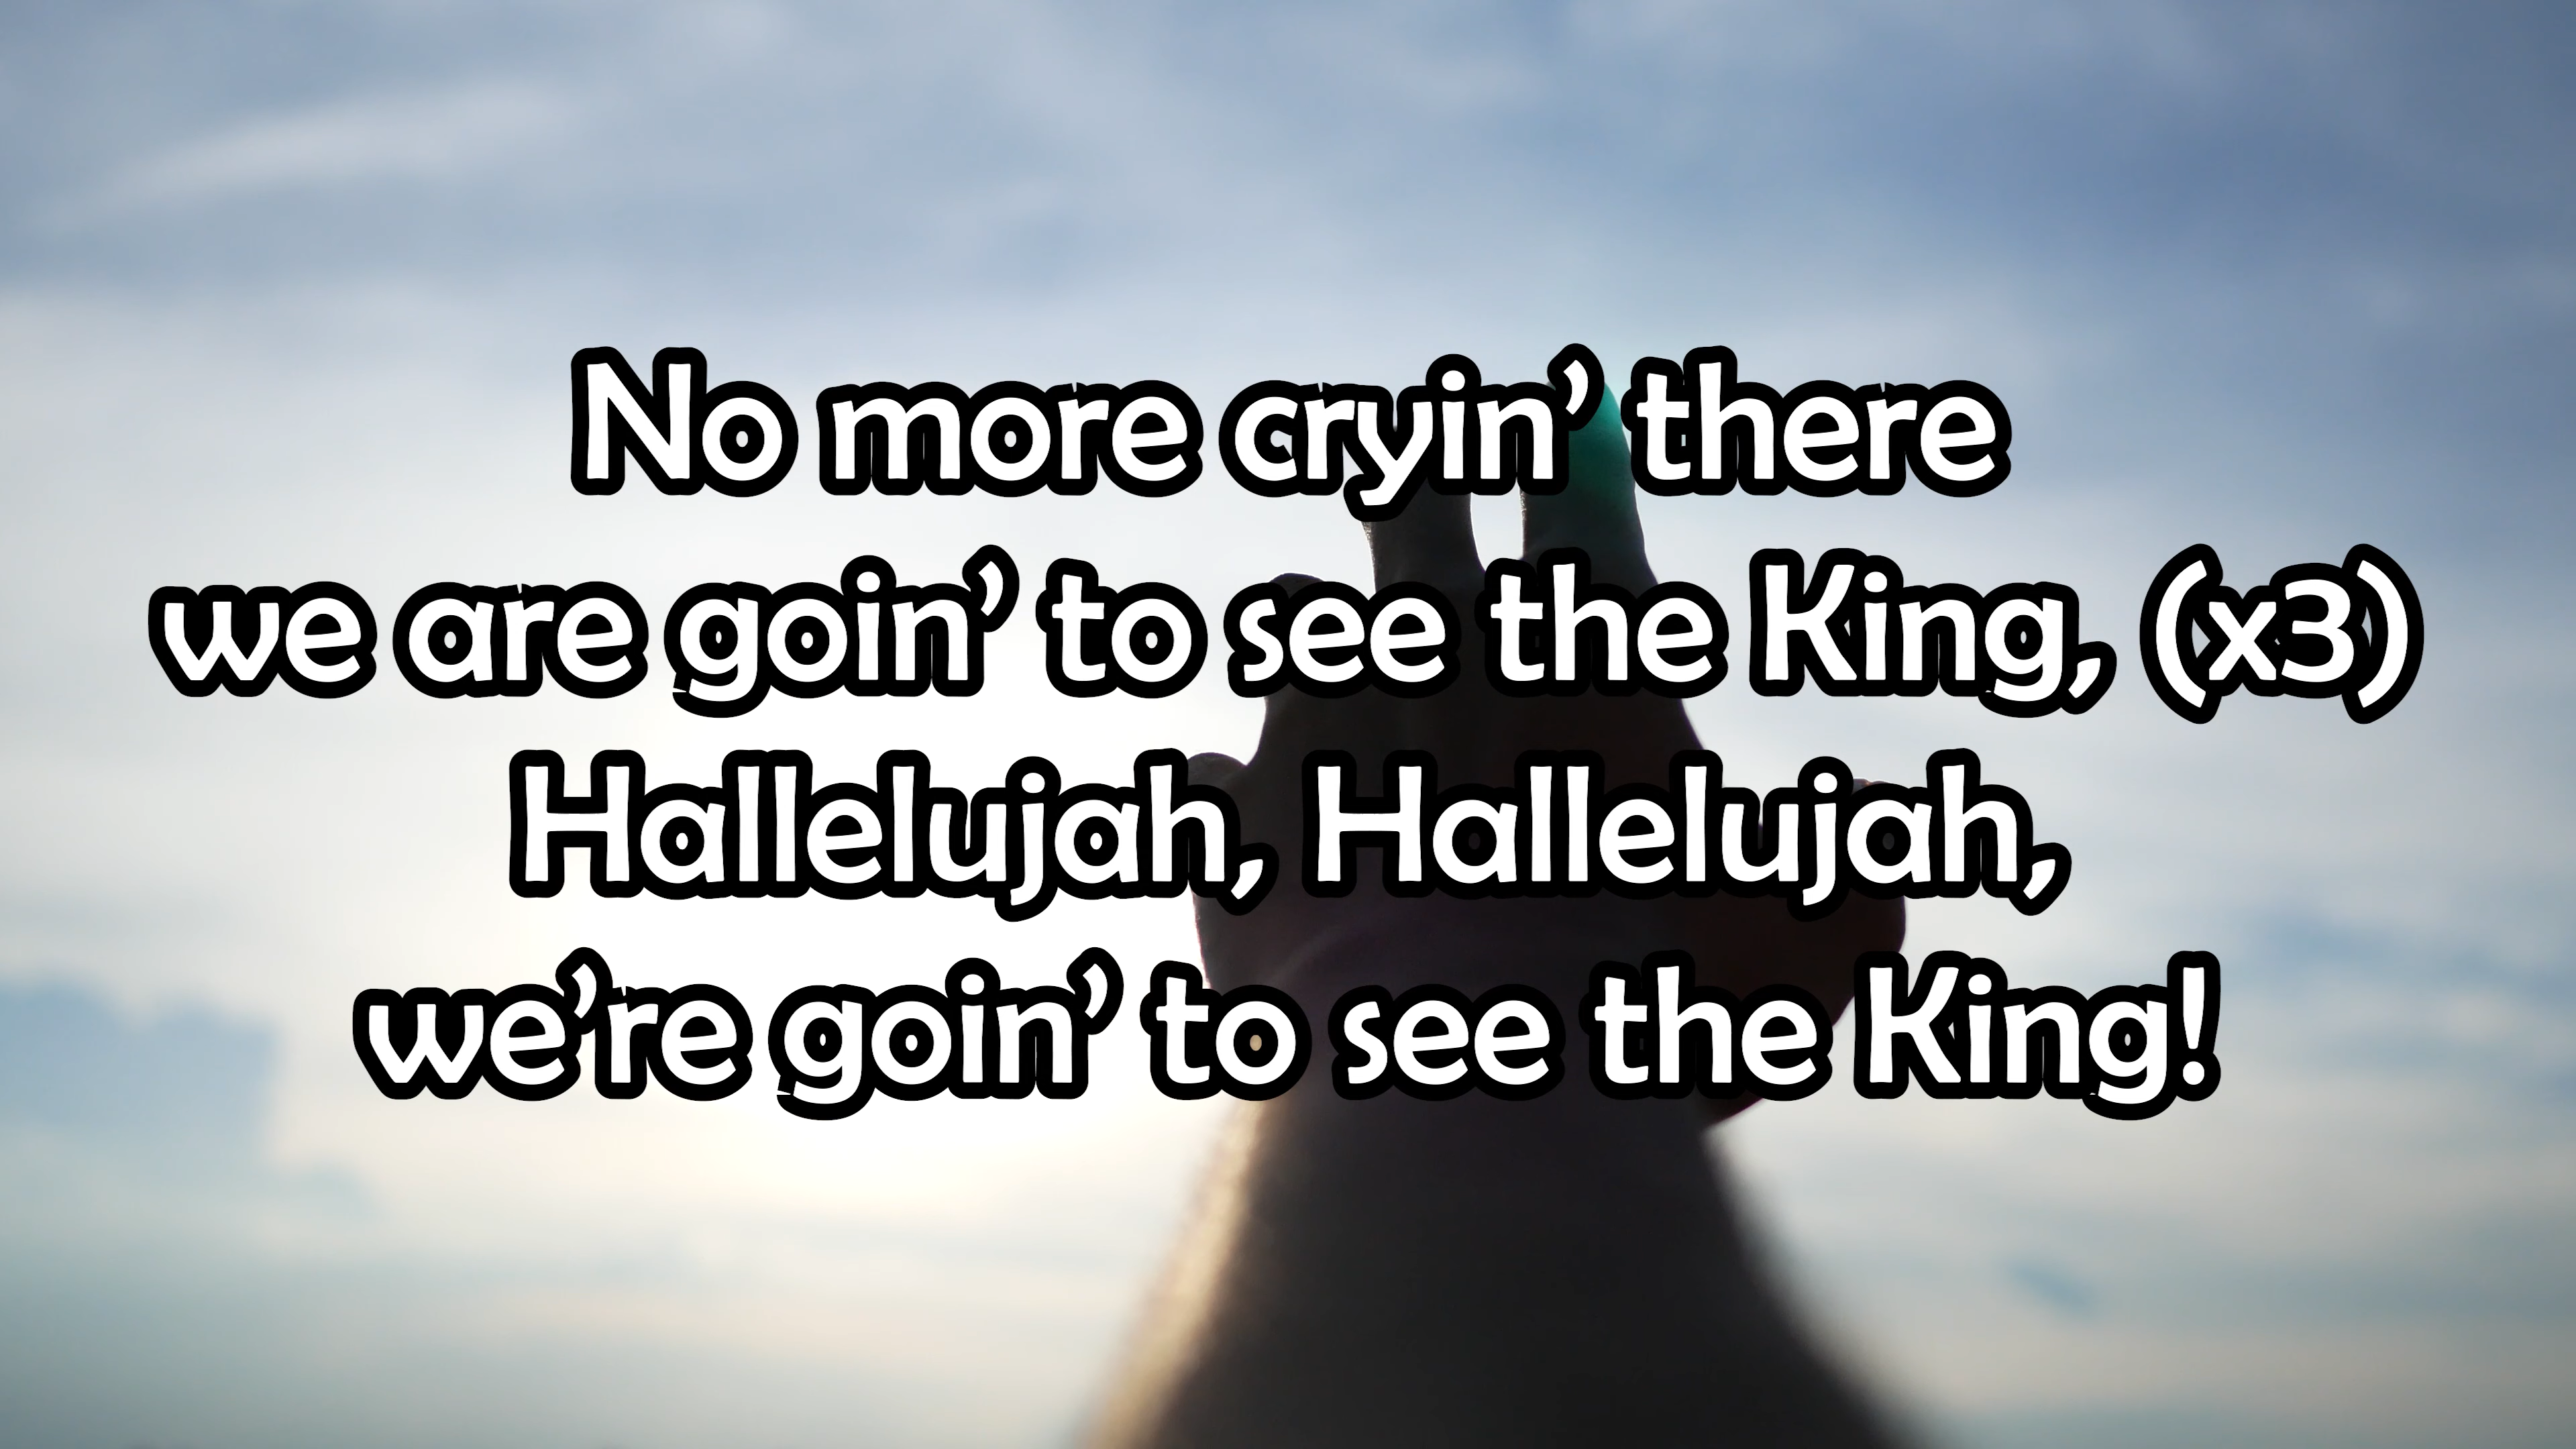 No more cryin’ there
we are goin’ to see the King, (x3)
Hallelujah, Hallelujah,
we’re goin’ to see the King!